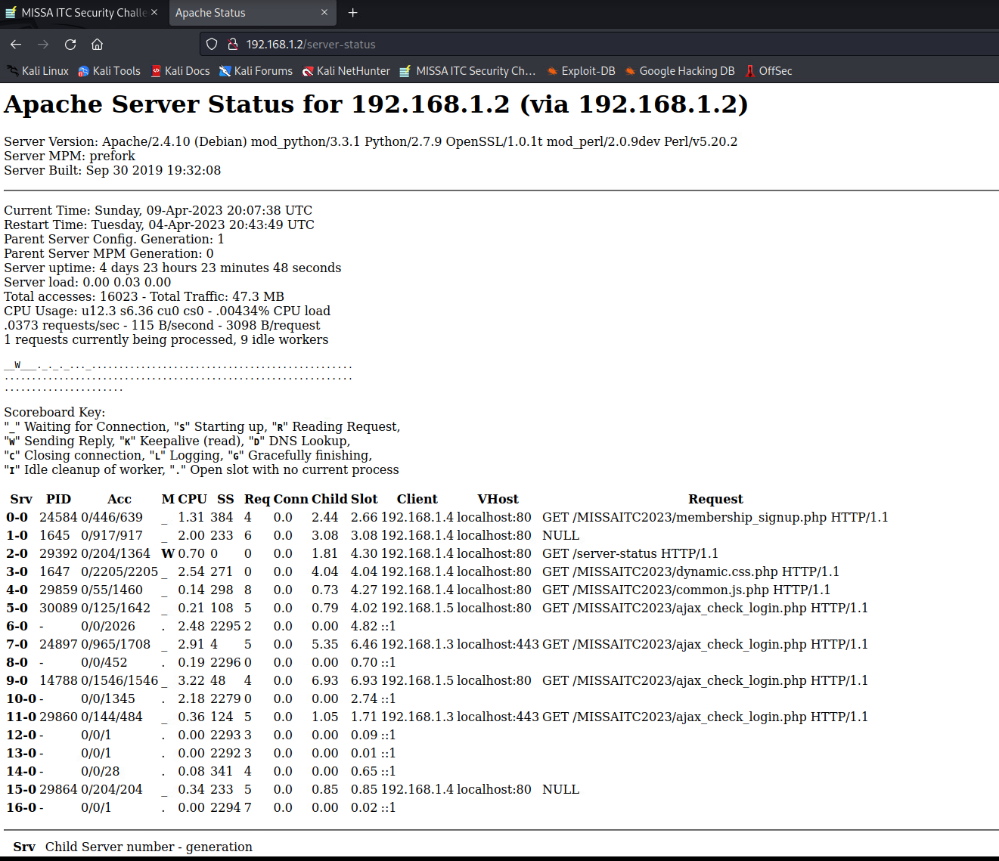 MISSA ITC Security Challe
Apache Status
192.168.1.2/server-status
Kali Linux Kali Tools Kali Docs Kali Forums Kali NetHunter MISSA ITC Security Ch... Exploit-DB Google Hacking DB OffSec
Apache Server Status for 192.168.1.2 (via 192.168.1.2)
Server Version: Apache/2.4.10 (Debian) mod_python/3.3.1 Python/2.7.9 OpenSSL/1.0.1t mod_perl/2.0.9dev Perl/v5.20.2
Server MPM: prefork
Server Built: Sep 30 2019 19:32:08
Current Time: Sunday, 09-Apr-2023 20:07:38 UTC
Restart Time: Tuesday, 04-Apr-2023 20:43:49 UTC
Parent Server Config. Generation: 1
Parent Server MPM Generation: 0
Server uptime: 4 days 23 hours 23 minutes 48 seconds
Server load: 0.00 0.03 0.00
Total accesses: 16023 - Total Traffic: 47.3 MB
CPU Usage: u12.3 s6.36 cu0 cs0 - .00434% CPU load
.0373 requests/sec - 115 B/second - 3098 B/request
1 requests currently being processed, 9 idle workers
__W___._._._..._................................................
................................................................
......................
Scoreboard Key:
"_" Waiting for Connection, "S" Starting up, "R" Reading Request,
"W" Sending Reply, "K" Keepalive (read), "D" DNS Lookup,
"C" Closing connection, "L" Logging, "G" Gracefully finishing,
"I" Idle cleanup of worker, "." Open slot with no current process
Srv PID Acc M CPU SS Req Conn Child Slot Client VHost Request
0-0 24584 0/446/639 _ 1.31 384 4 0.0 2.44 2.66 192.168.1.4 localhost:80 GET /MISSAITC2023/membership_signup.php HTTP/1.1
1-0 1645 0/917/917 _ 2.00 233 6 0.0 3.08 3.08 192.168.1.4 localhost:80 NULL
2-0 29392 0/204/1364 W 0.70 0 0 0.0 1.81 4.30 192.168.1.4 localhost:80 GET /server-status HTTP/1.1
3-0 1647 0/2205/2205 _ 2.54 271 0 0.0 4.04 4.04 192.168.1.4 localhost:80 GET /MISSAITC2023/dynamic.css.php HTTP/1.1
4-0 29859 0/55/1460 _ 0.14 298 8 0.0 0.73 4.27 192.168.1.4 localhost:80 GET /MISSAITC2023/common.js.php HTTP/1.1
5-0 30089 0/125/1642 _ 0.21 108 5 0.0 0.79 4.02 192.168.1.5 localhost:80 GET /MISSAITC2023/ajax_check_login.php HTTP/1.1
6-0 - 0/0/2026 . 2.48 2295 2 0.0 0.00 4.82 ::1
7-0 24897 0/965/1708 _ 2.91 4 5 0.0 5.35 6.46 192.168.1.3 localhost:443 GET /MISSAITC2023/ajax_check_login.php HTTP/1.1
8-0 - 0/0/452 . 0.19 2296 0 0.0 0.00 0.70 ::1
9-0 14788 0/1546/1546 _ 3.22 48 4 0.0 6.93 6.93 192.168.1.5 localhost:80 GET /MISSAITC2023/ajax_check_login.php HTTP/1.1
10-0 - 0/0/1345 . 2.18 2279 0 0.0 0.00 2.74 ::1
11-0 29860 0/144/484 _ 0.36 124 5 0.0 1.05 1.71 192.168.1.3 localhost:443 GET /MISSAITC2023/ajax_check_login.php HTTP/1.1
12-0 - 0/0/1 . 0.00 2293 3 0.0 0.00 0.09 ::1
13-0 - 0/0/1 . 0.00 2292 3 0.0 0.00 0.01 ::1
14-0 - 0/0/28 . 0.08 341 4 0.0 0.00 0.65 ::1
15-0 29864 0/204/204 _ 0.34 233 5 0.0 0.85 0.85 192.168.1.4 localhost:80 NULL
16-0 - 0/0/1 . 0.00 2294 7 0.0 0.00 0.02 ::1
Srv Child Server number - generation